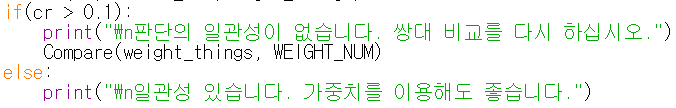 if(cr > 0.1):
    print("₩n판단의 일관성이 없습니다. 쌍대 비교를 다시 하십시오.")
    Compare(weight_things, WEIGHT_NUM)
else:
    print("₩n일관성 있습니다. 가중치를 이용해도 좋습니다.")